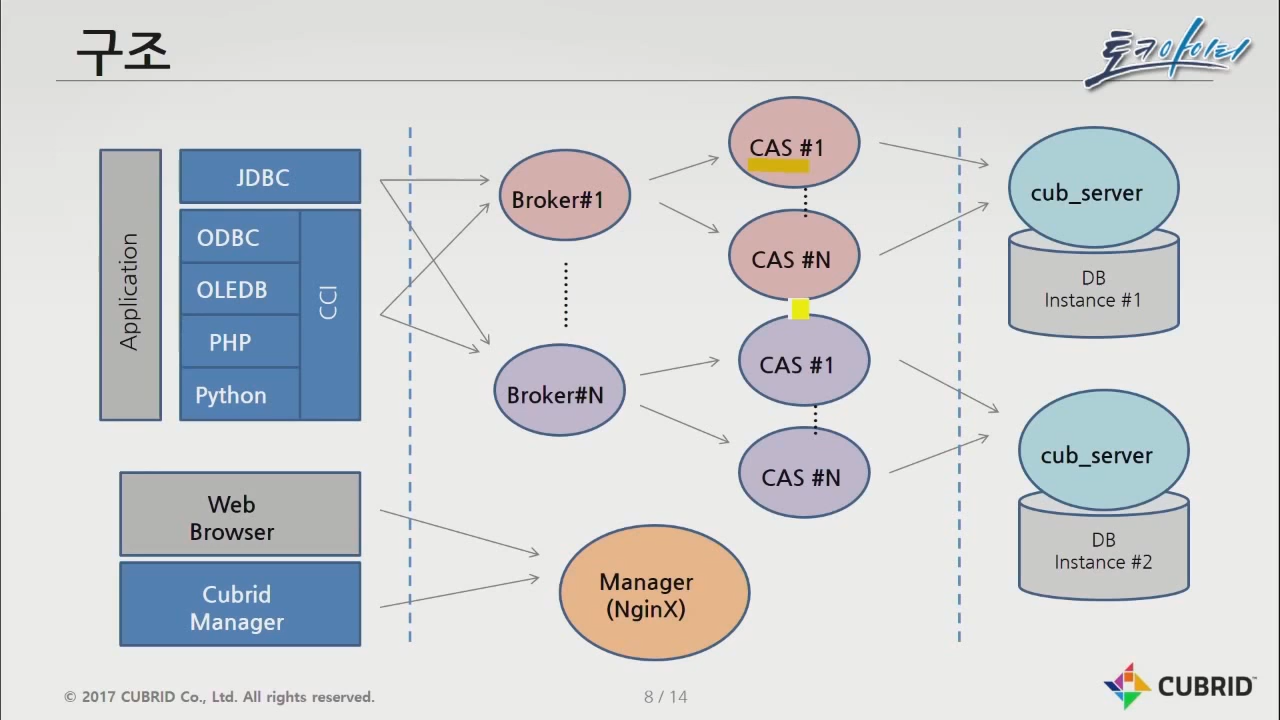 구조
토크아이티
Application
JDBC
ODBC
OLEDB
PHP
Python
CCI
Broker#1
Broker#N
CAS #1
CAS #N
CAS #1
CAS #N
cub_server
DB
Instance #1
cub_server
DB
Instance #2
Web
Browser
Cubrid
Manager
Manager
(NginX)
© 2017 CUBRID Co., Ltd. All rights reserved.
8 / 14
CUBRID™